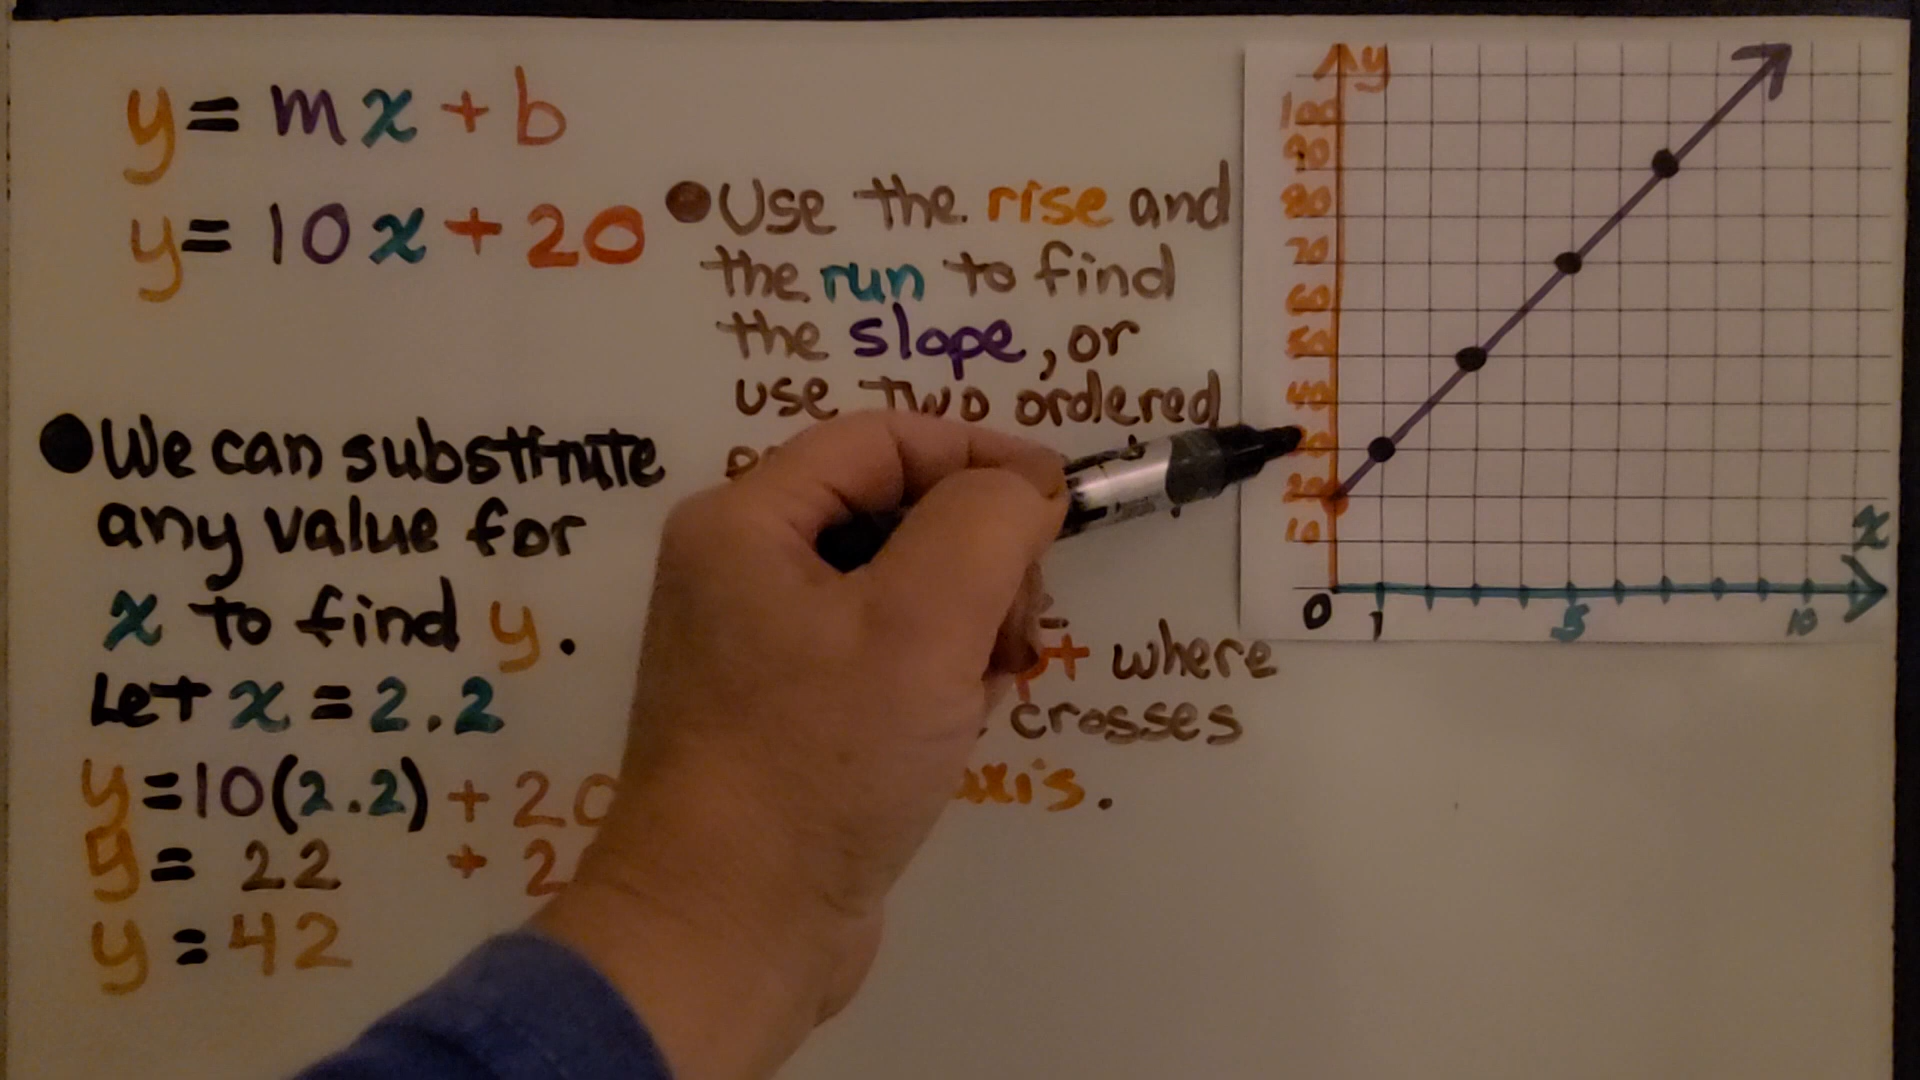 y = mx + b
y = 10x + 20
• Use the rise and
the run to find
the slope, or
use two ordered
where
crosses
axis.
• We can substitute
any value for
x to find y.
Let x = 2.2
y = 10(2.2) + 20
y = 22 + 2
y = 42
y
100
90
80
70
60
50
40
20
10
0
1
5
10
x